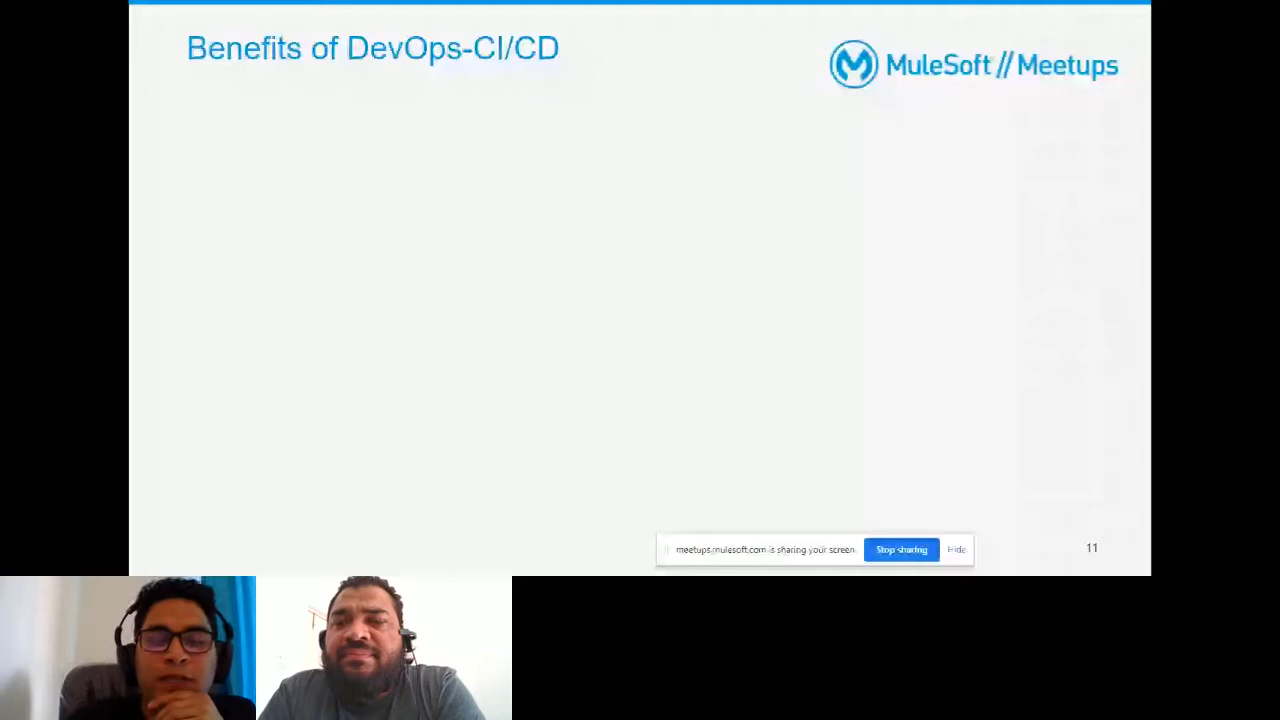 Benefits of DevOps-CI/CD
MuleSoft // Meetups
meetups.mulesoft.com is sharing your screen. Stop sharing Hide
11